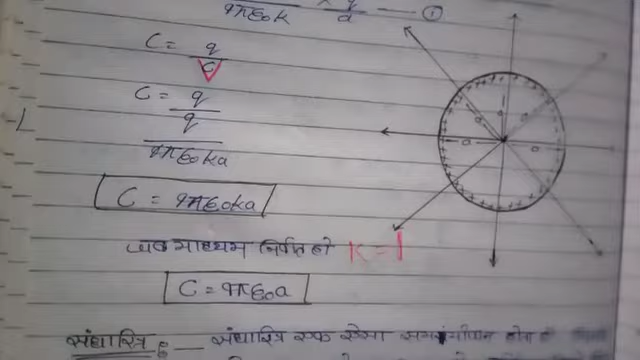 4πε₀k × q/a — ①
C = q/V
C = q / (q/4πε₀ka)
C = 4πε₀ka
जब माध्यम निर्वात हो K = 1
C = 4πε₀a
संधारित्र :- संधारित्र एक ऐसा